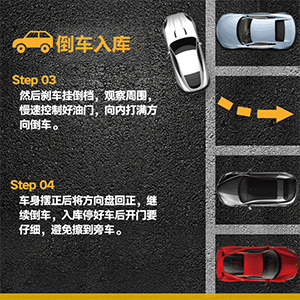 倒车入库
Step 03
然后刹车挂倒档，观察周围，
慢速控制好油门，向内打满方
向倒车。
Step 04
车身摆正后将方向盘回正，继
续倒车，入库停好车后开门要
仔细，避免擦到旁车。